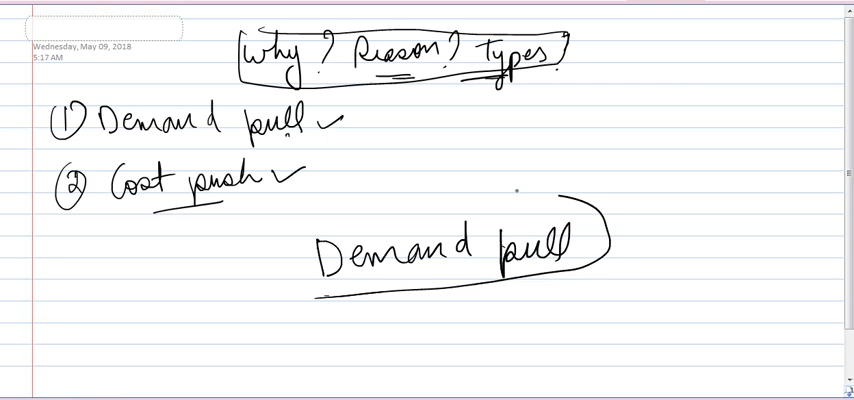 Wednesday, May 09, 2018
5:17 AM
Why? Reason? Types?
① Demand pull ✓
② Cost push ✓
Demand pull